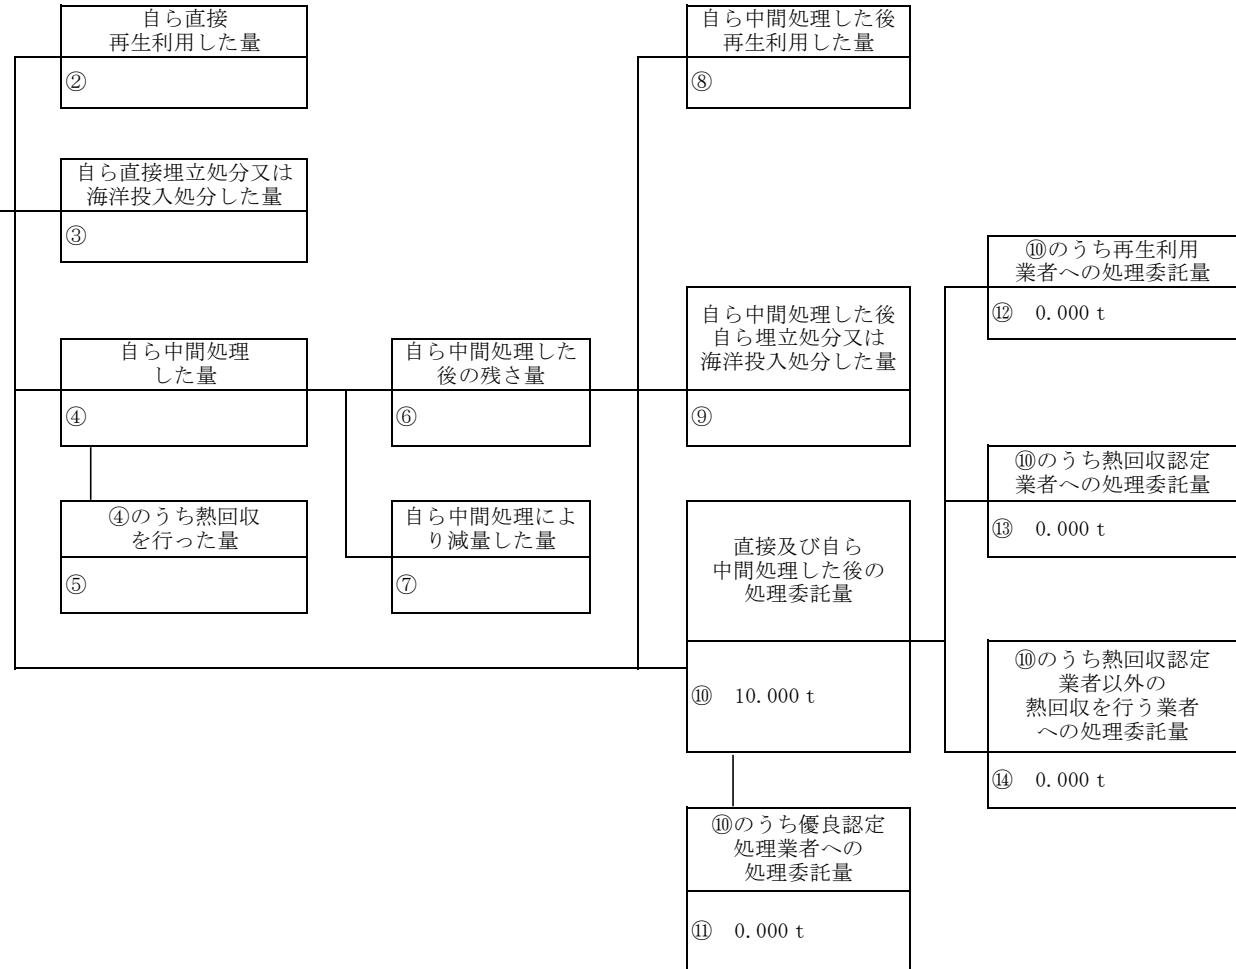 自ら直接
再生利用した量
②
自ら直接埋立処分又は
海洋投入処分した量
③
自ら中間処理
した量
④
④のうち熱回収
を行った量
⑤
自ら中間処理した
後の残さ量
⑥
自ら中間処理によ
り減量した量
⑦
自ら中間処理した後
再生利用した量
⑧
自ら中間処理した後
自ら埋立処分又は
海洋投入処分した量
⑨
直接及び自ら
中間処理した後の
処理委託量
⑩ 10.000 t
⑩のうち優良認定
処理業者への
処理委託量
⑪ 0.000 t
⑩のうち再生利用
業者への処理委託量
⑫ 0.000 t
⑩のうち熱回収認定
業者への処理委託量
⑬ 0.000 t
⑩のうち熱回収認定
業者以外の
熱回収を行う業者
への処理委託量
⑭ 0.000 t